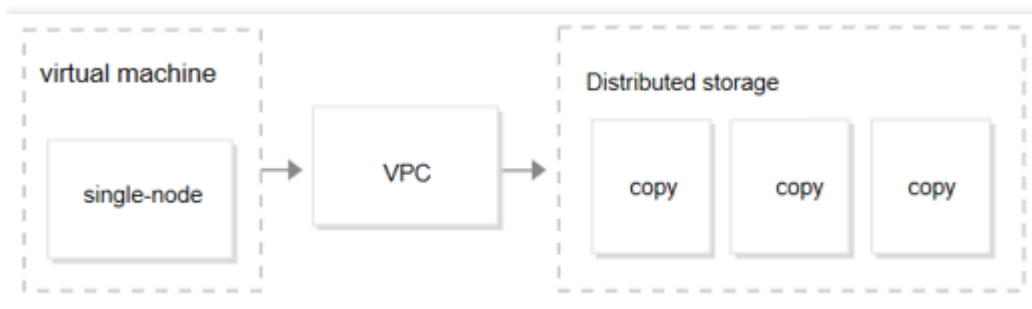 virtual machine
single-node
VPC
Distributed storage
copy
copy
copy